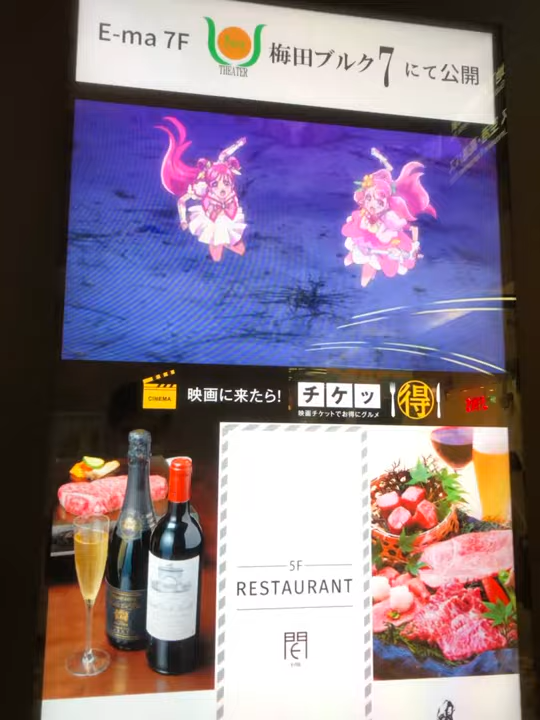 E-ma 7F
THEATER
梅田ブルク7 にて公開
CINEMA
映画に来たら!
チケッ
得
映画チケットでお得にグルメ
5F
RESTAURANT